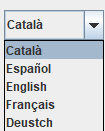 Català
Català
Español
English
Français
Deustch